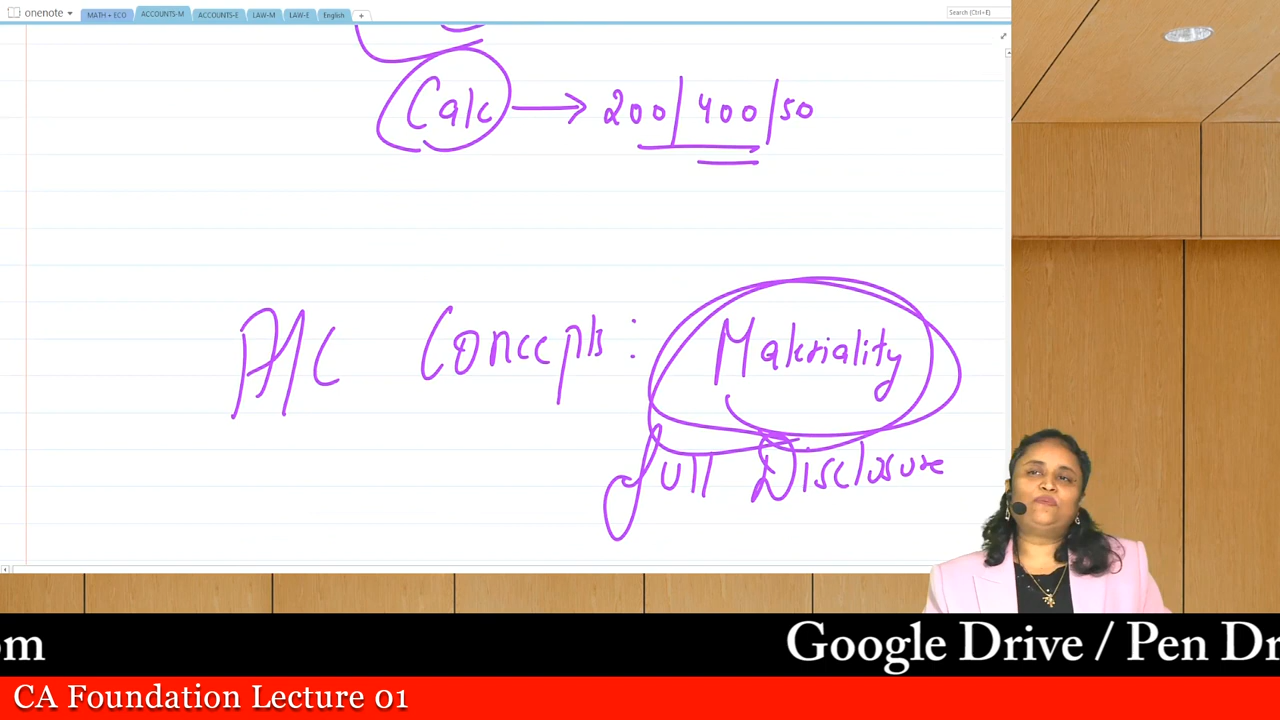 onenote MATH + ECO ACCOUNTS-M ACCOUNTS-E LAW-M LAW-E English + Search (Ctrl+E)
Calc → 200/400/50
A/C Concepts: Materiality
Full Disclosure
om Google Drive / Pen Dr
CA Foundation Lecture 01